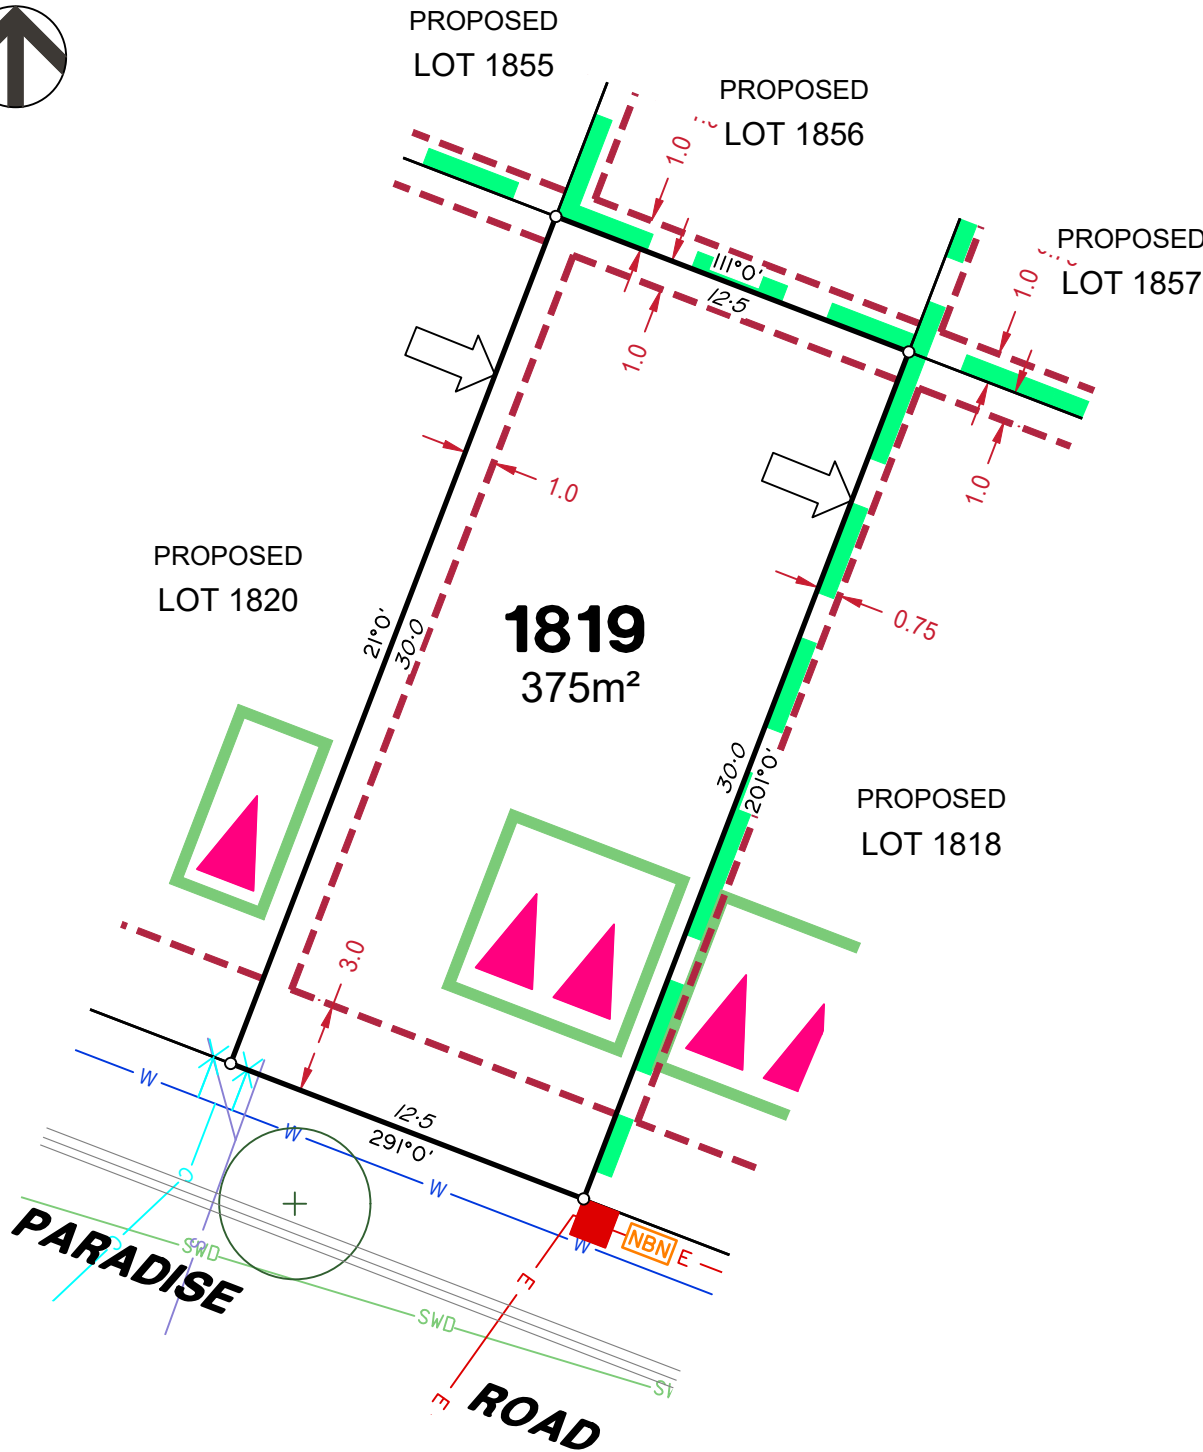 PROPOSED
LOT 1855
PROPOSED
LOT 1856
1.0
PROPOSED
LOT 1857
1.0
111°0'
12·5
1.0
1.0
1.0
PROPOSED
LOT 1820
21°0'
30·0
1819
375m²
0.75
30·0
201°0'
PROPOSED
LOT 1818
3.0
W
12·5
291°0'
W
W
W
NBN
E
E
E
SWD
SWD
S
PARADISE
ROAD